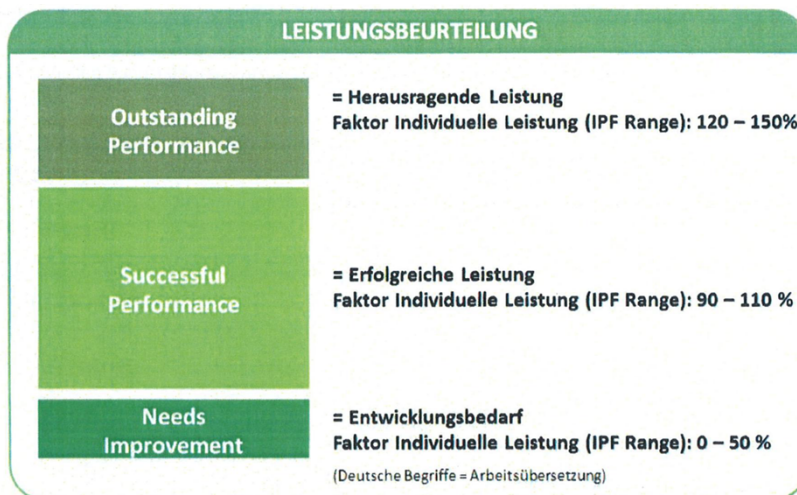 LEISTUNGSBEURTEILUNG
Outstanding
Performance
= Herausragende Leistung
Faktor Individuelle Leistung (IPF Range): 120 – 150%
Successful
Performance
= Erfolgreiche Leistung
Faktor Individuelle Leistung (IPF Range): 90 – 110 %
Needs
Improvement
= Entwicklungsbedarf
Faktor Individuelle Leistung (IPF Range): 0 – 50 %
(Deutsche Begriffe = Arbeitsübersetzung)